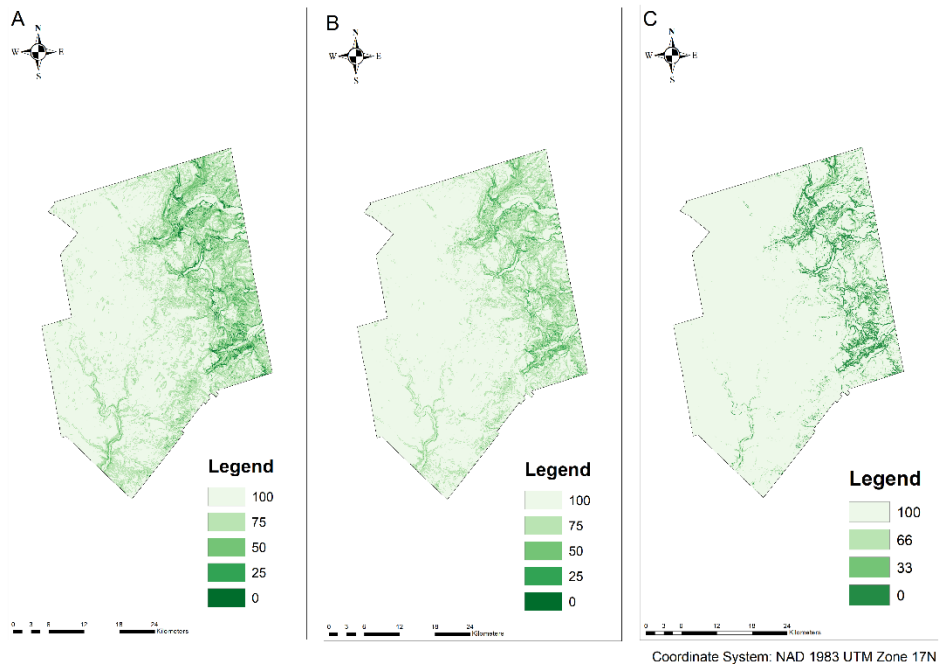 A
N
W E
S
Legend
100
75
50
25
0
0 3 6 12 18 24
Kilometers
B
N
W E
S
Legend
100
75
50
25
0
0 3 6 12 18 24
Kilometers
C
N
W E
S
Legend
100
66
33
0
0 3 6 12 18 24
Kilometers
Coordinate System: NAD 1983 UTM Zone 17N